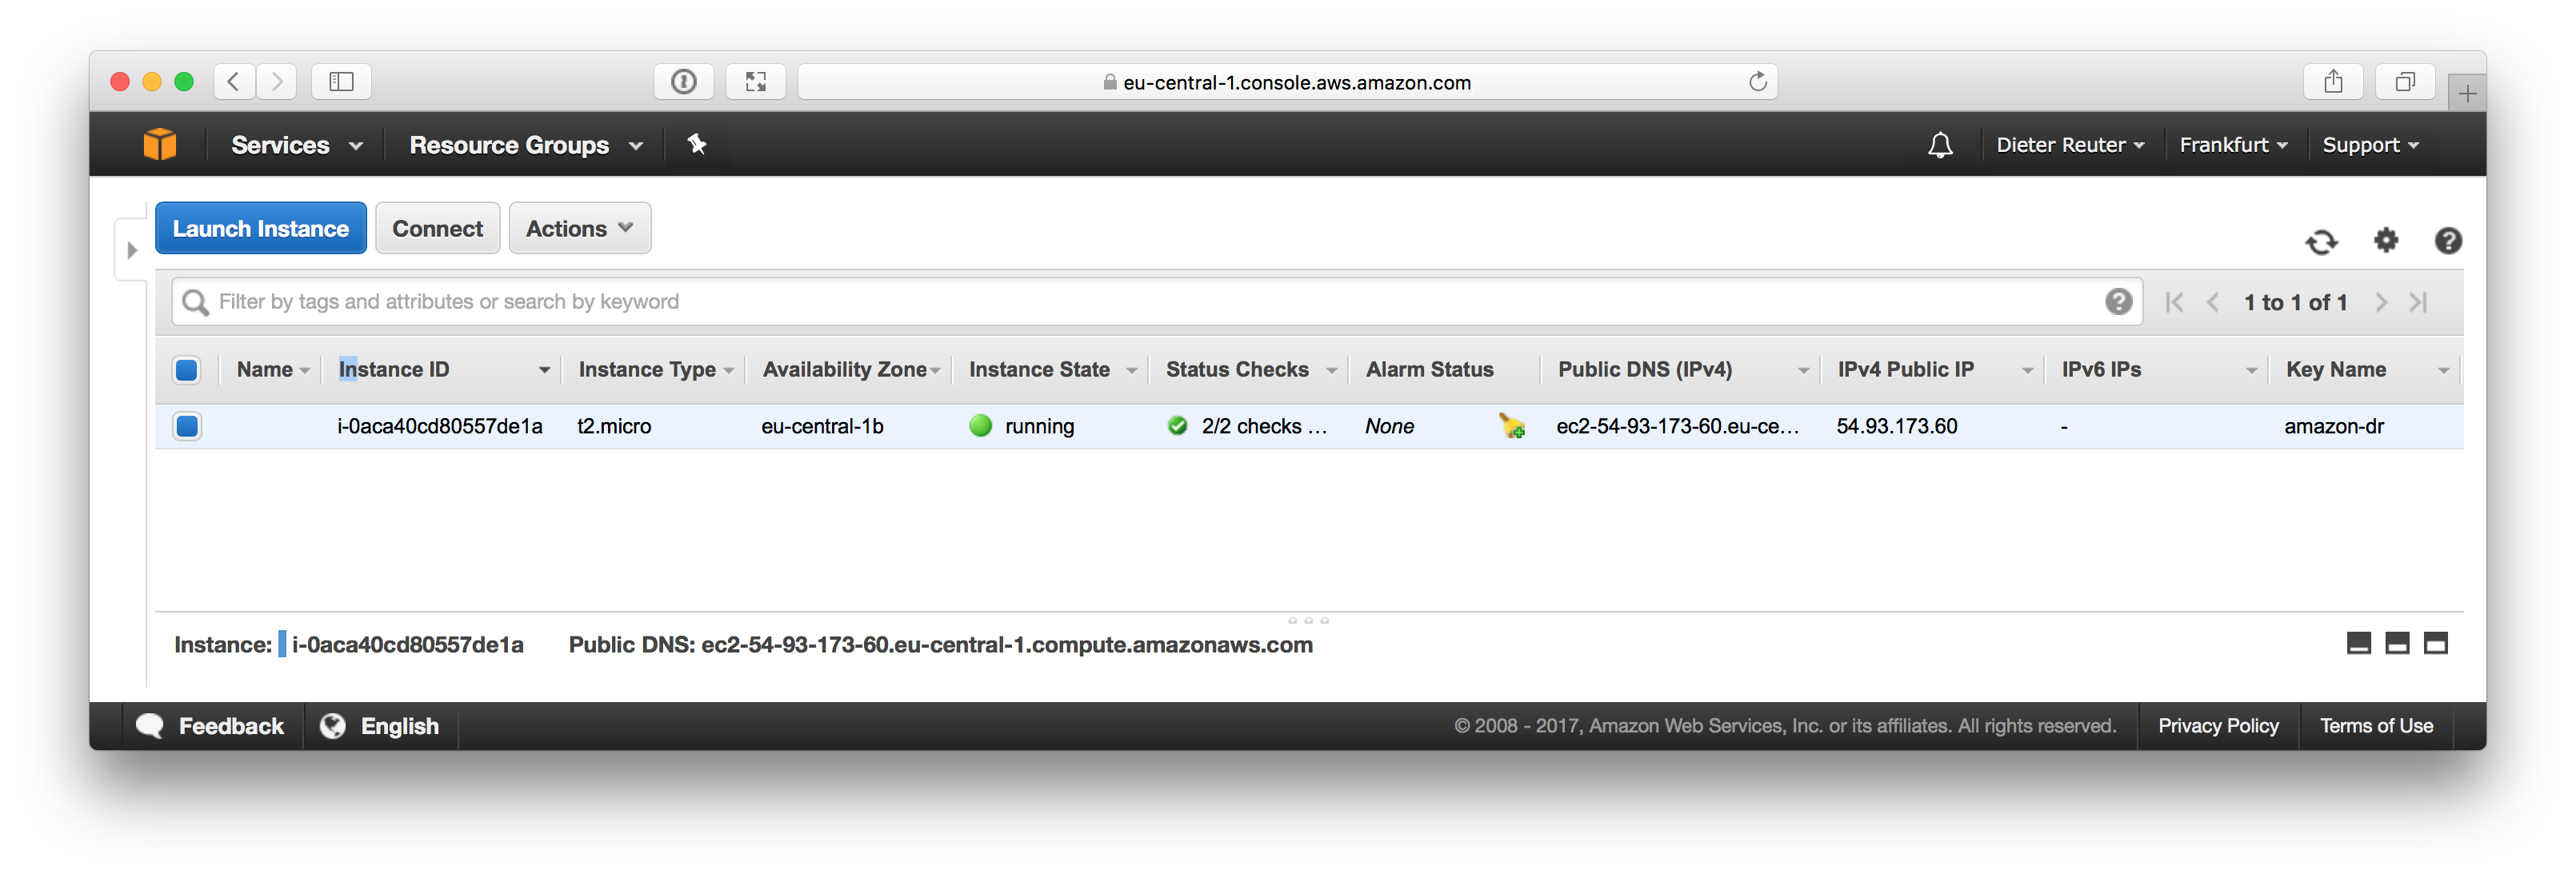 eu-central-1.console.aws.amazon.com
Services Resource Groups Dieter Reuter Frankfurt Support
Launch Instance Connect Actions
Filter by tags and attributes or search by keyword 1 to 1 of 1
Name Instance ID Instance Type Availability Zone Instance State Status Checks Alarm Status Public DNS (IPv4) IPv4 Public IP IPv6 IPs Key Name
i-0aca40cd80557de1a t2.micro eu-central-1b running 2/2 checks ... None ec2-54-93-173-60.eu-ce... 54.93.173.60 - amazon-dr
Instance: i-0aca40cd80557de1a Public DNS: ec2-54-93-173-60.eu-central-1.compute.amazonaws.com
Feedback English © 2008 - 2017, Amazon Web Services, Inc. or its affiliates. All rights reserved. Privacy Policy Terms of Use